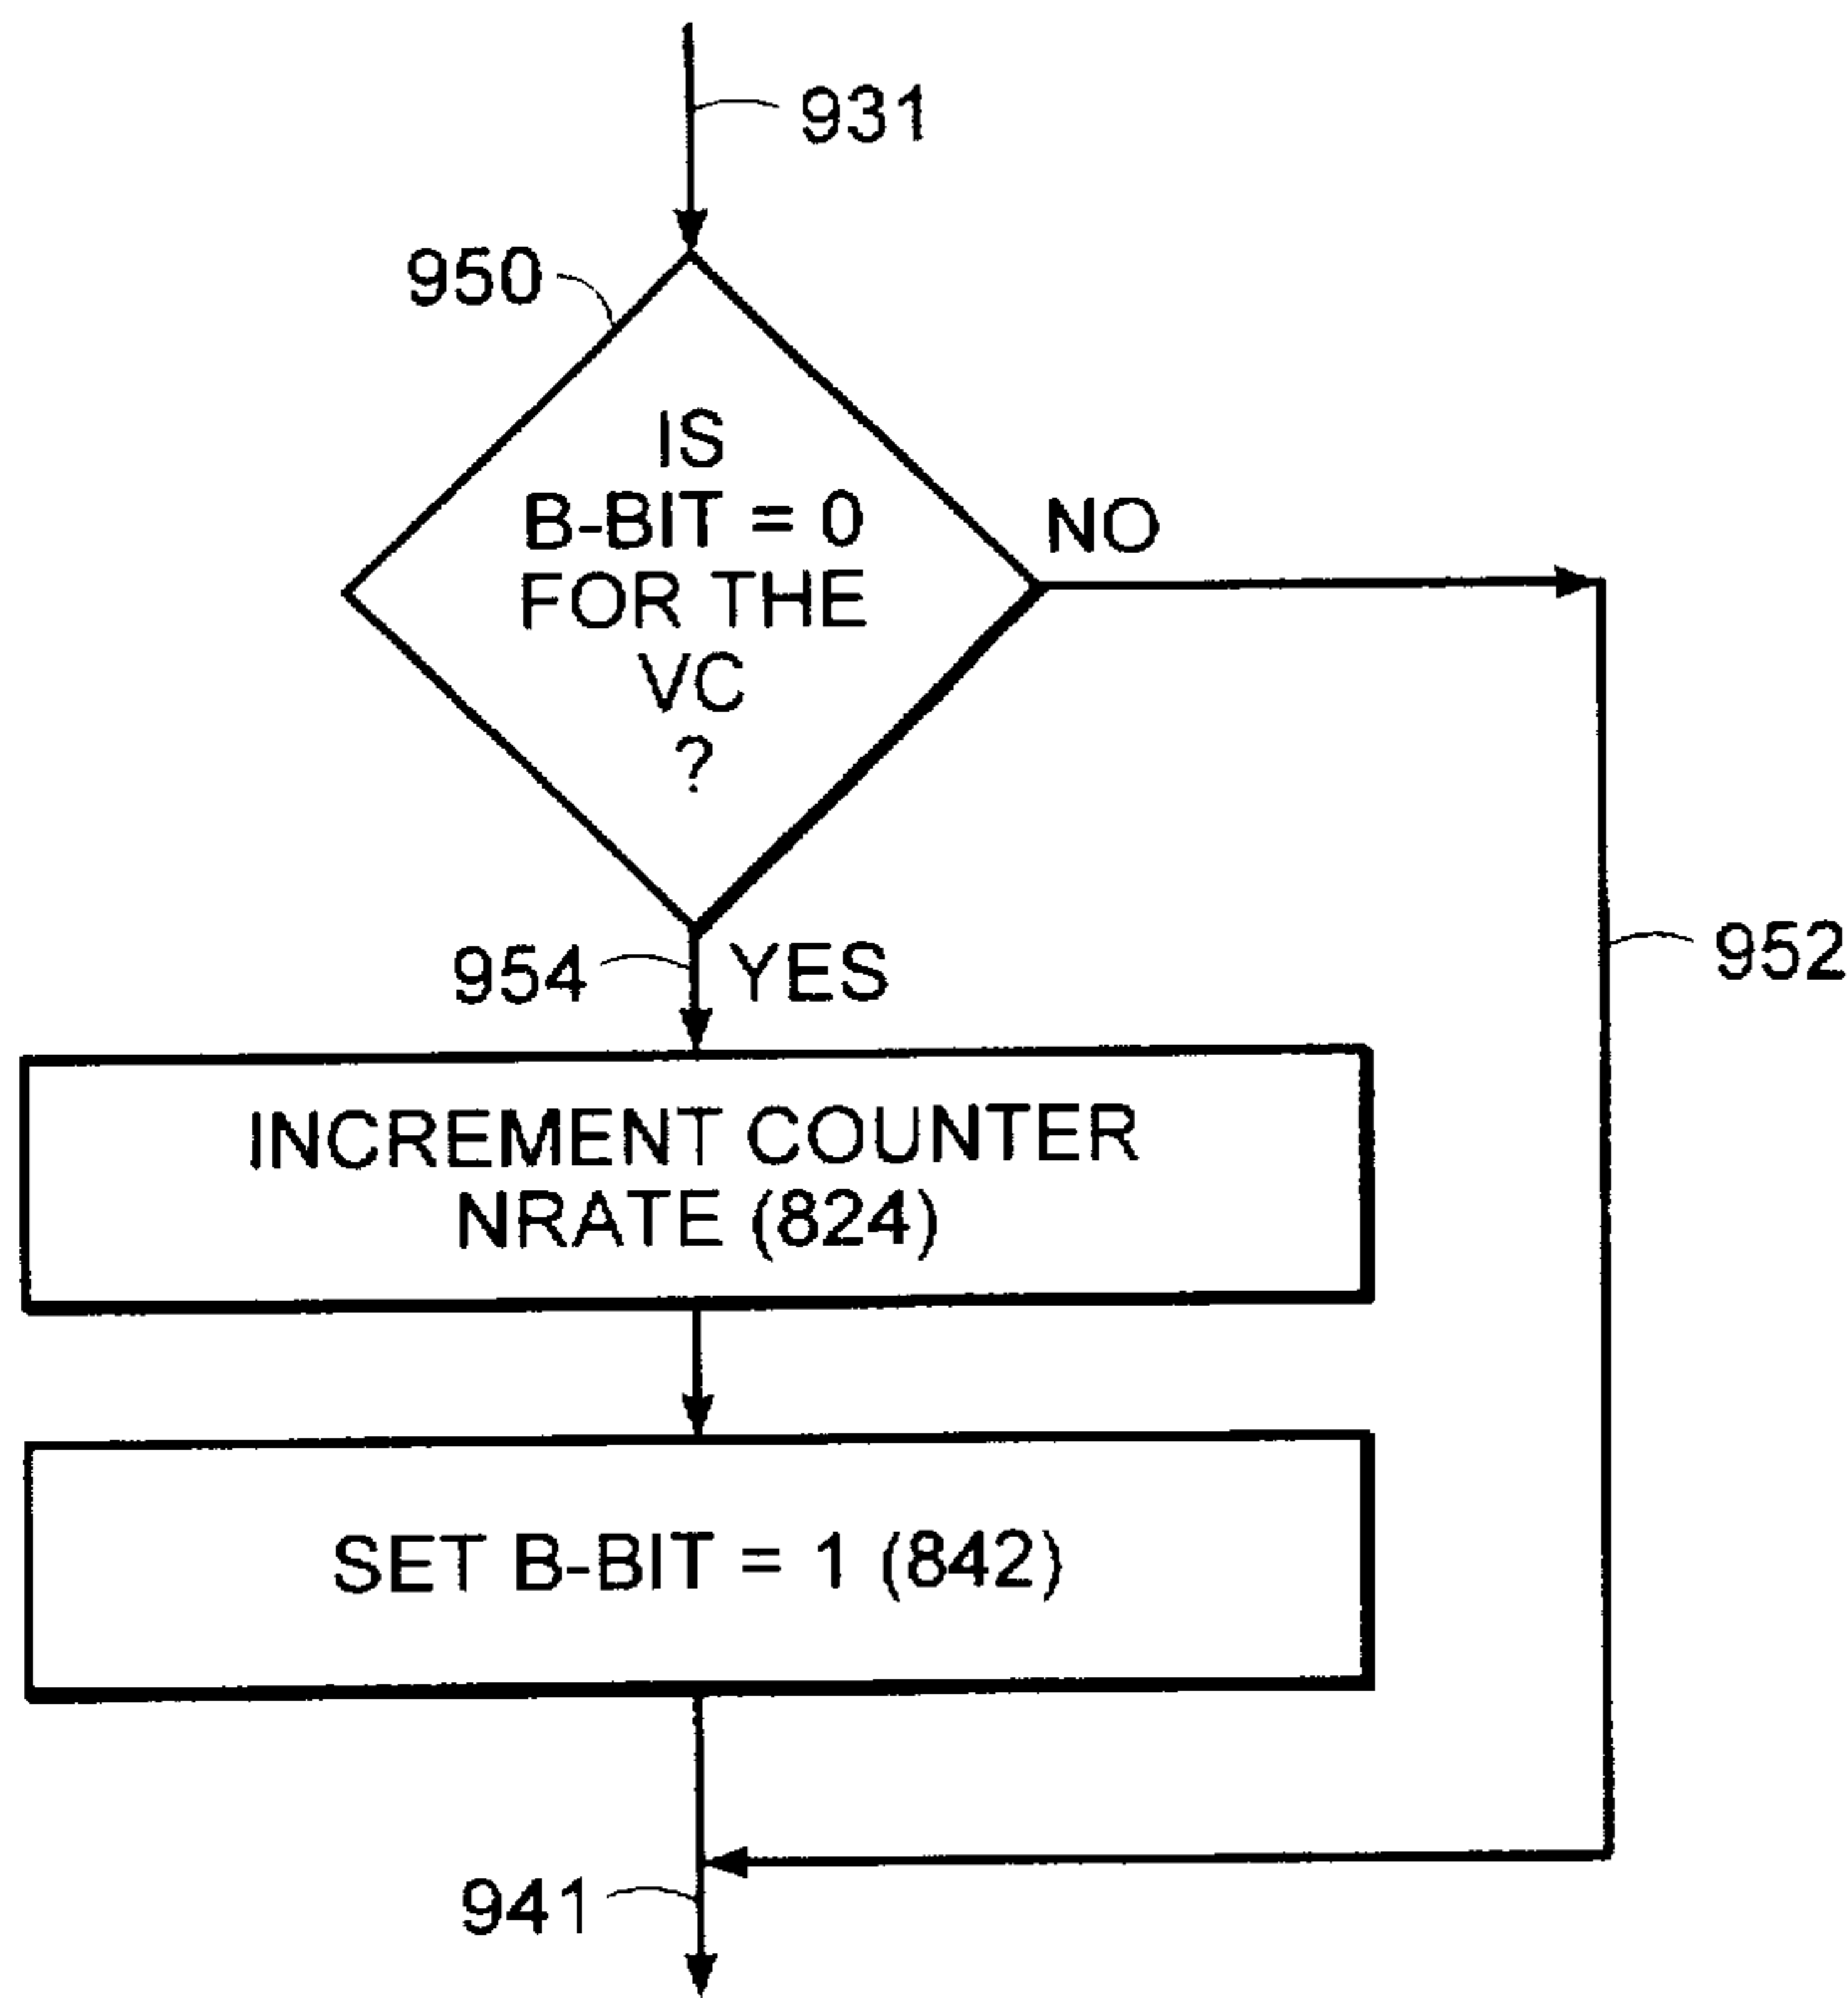 931
950
IS
B-BIT = 0
FOR THE
VC
?
NO
954
YES
952
INCREMENT COUNTER
NRATE (824)
SET B-BIT = 1 (842)
941